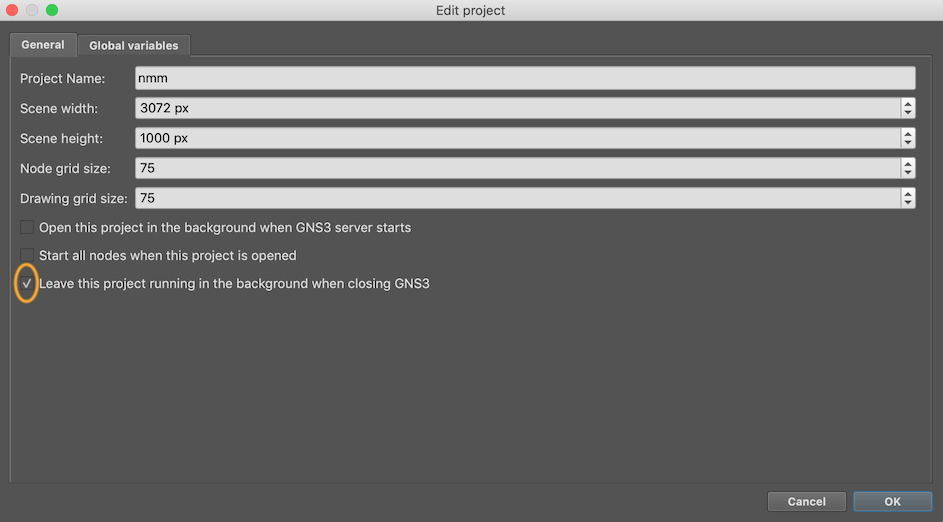 Edit project
General Global variables
Project Name: nmm
Scene width: 3072 px
Scene height: 1000 px
Node grid size: 75
Drawing grid size: 75
Open this project in the background when GNS3 server starts
Start all nodes when this project is opened
Leave this project running in the background when closing GNS3
Cancel OK